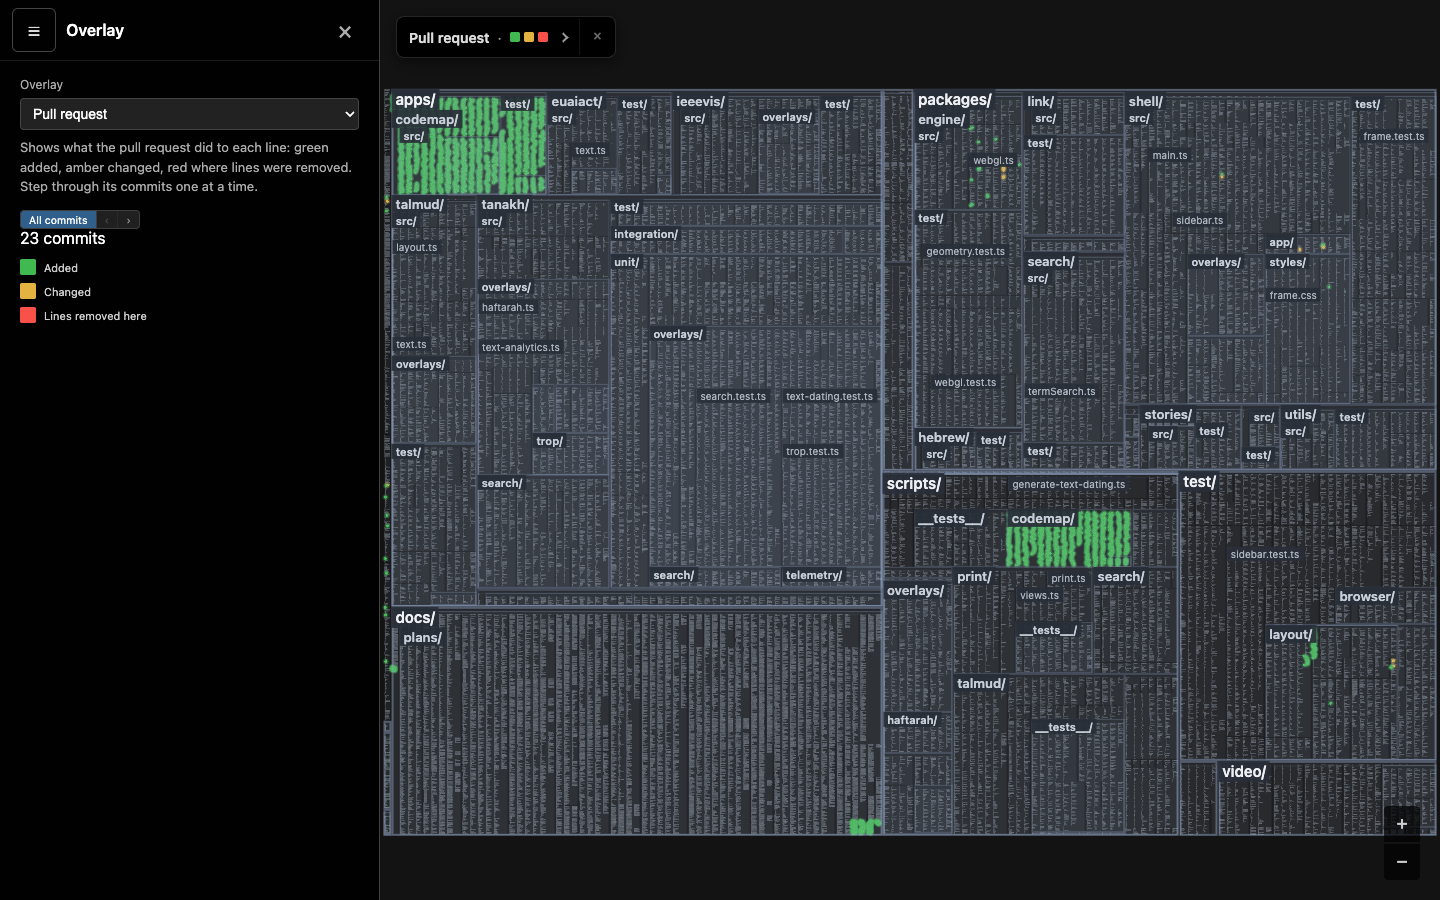 Overlay
Overlay
Pull request
Shows what the pull request did to each line: green
added, amber changed, red where lines were removed.
Step through its commits one at a time.
All commits
23 commits
Added
Changed
Lines removed here
Pull request ·
apps/
test/
codemap/
src/
euaiact/
test/
src/
text.ts
ieeevis/
test/
src/
overlays/
talmud/
src/
layout.ts
text.ts
overlays/
test/
tanakh/
src/
overlays/
haftarah.ts
text-analytics.ts
trop/
search/
test/
integration/
unit/
overlays/
search.test.ts
text-dating.test.ts
trop.test.ts
search/
telemetry/
docs/
plans/
packages/
engine/
src/
webgl.ts
test/
geometry.test.ts
webgl.test.ts
hebrew/
test/
src/
link/
src/
test/
search/
src/
termSearch.ts
test/
shell/
src/
main.ts
sidebar.ts
overlays/
app/
styles/
frame.css
test/
frame.test.ts
stories/
src/
test/
src/
test/
utils/
src/
test/
scripts/
generate-text-dating.ts
__tests__/
codemap/
overlays/
print/
print.ts
search/
views.ts
__tests__/
talmud/
haftarah/
__tests__/
test/
sidebar.test.ts
browser/
layout/
video/
+
−